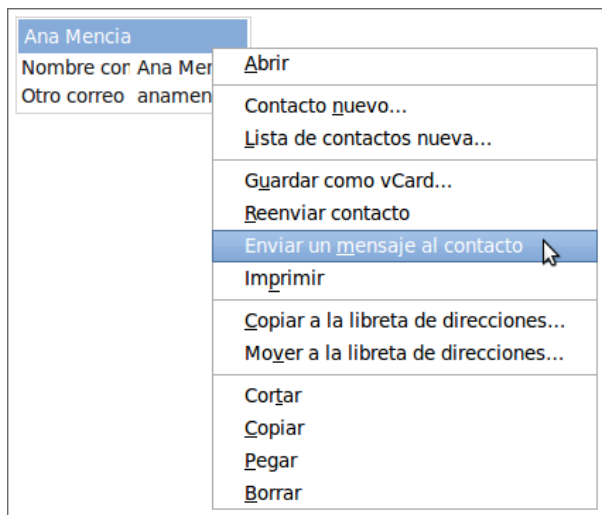 Ana Mencia
Nombre con Ana Men
Otro correo anamen
Abrir
Contacto nuevo...
Lista de contactos nueva...
Guardar como vCard...
Reenviar contacto
Enviar un mensaje al contacto
Imprimir
Copiar a la libreta de direcciones...
Mover a la libreta de direcciones...
Cortar
Copiar
Pegar
Borrar